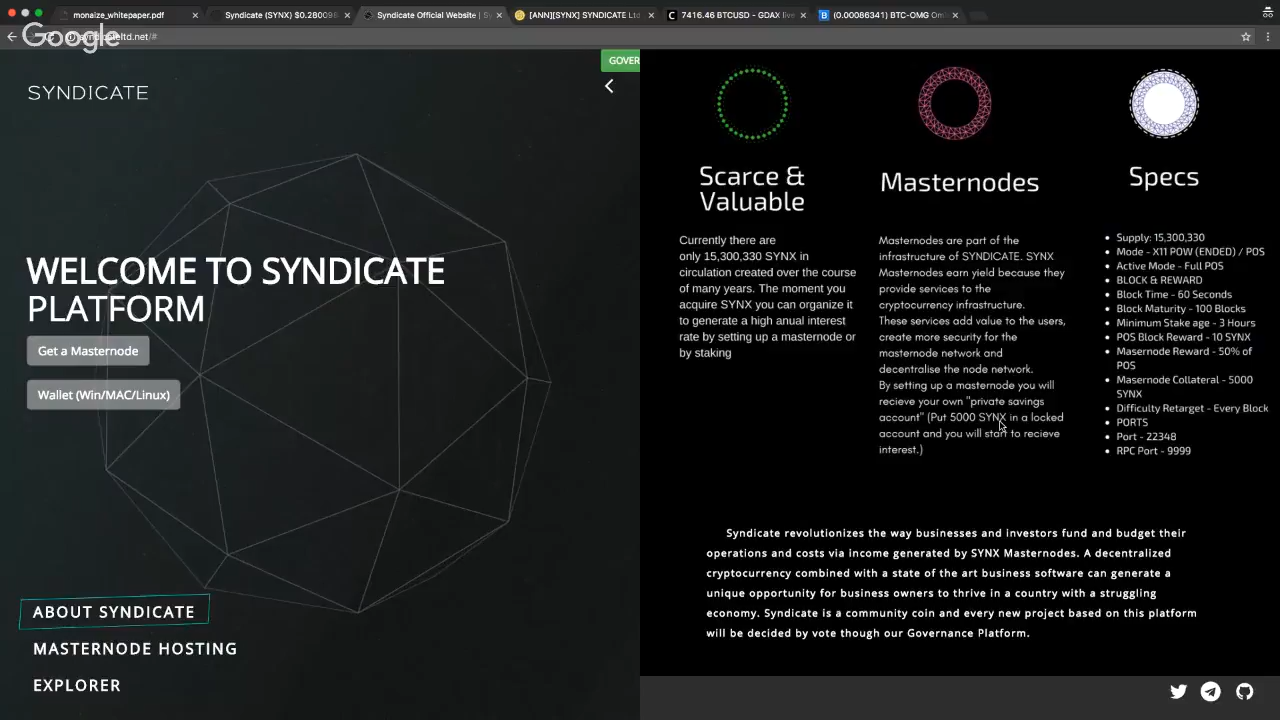 monaize_whitepaper.pdf
Syndicate (SYNX) $0.280098
Syndicate Official Website | S
[ANN][SYNX] SYNDICATE Ltd
7416.46 BTCUSD - GDAX live
(0.00086341) BTC-OMG Om
Google
syndicateltd.net/#
GOVER
SYNDICATE
WELCOME TO SYNDICATE
PLATFORM
Get a Masternode
Wallet (Win/MAC/Linux)
ABOUT SYNDICATE
MASTERNODE HOSTING
EXPLORER
Scarce &
Valuable
Currently there are
only 15,300,330 SYNX in
circulation created over the course
of many years. The moment you
acquire SYNX you can organize it
to generate a high anual interest
rate by setting up a masternode or
by staking
Masternodes
Masternodes are part of the
infrastructure of SYNDICATE. SYNX
Masternodes earn yield because they
provide services to the
cryptocurrency infrastructure.
These services add value to the users,
create more security for the
masternode network and
decentralise the node network.
By setting up a masternode you will
recieve your own "private savings
account" (Put 5000 SYNX in a locked
account and you will start to recieve
interest.)
Specs
Supply: 15,300,330
Mode - X11 POW (ENDED) / POS
Active Mode - Full POS
BLOCK & REWARD
Block Time - 60 Seconds
Block Maturity - 100 Blocks
Minimum Stake age - 3 Hours
POS Block Reward - 10 SYNX
Masernode Reward - 50% of
POS
Masernode Collateral - 5000
SYNX
Difficulty Retarget - Every Block
PORTS
Port - 22348
RPC Port - 9999
Syndicate revolutionizes the way businesses and investors fund and budget their
operations and costs via income generated by SYNX Masternodes. A decentralized
cryptocurrency combined with a state of the art business software can generate a
unique opportunity for business owners to thrive in a country with a struggling
economy. Syndicate is a community coin and every new project based on this platform
will be decided by vote though our Governance Platform.